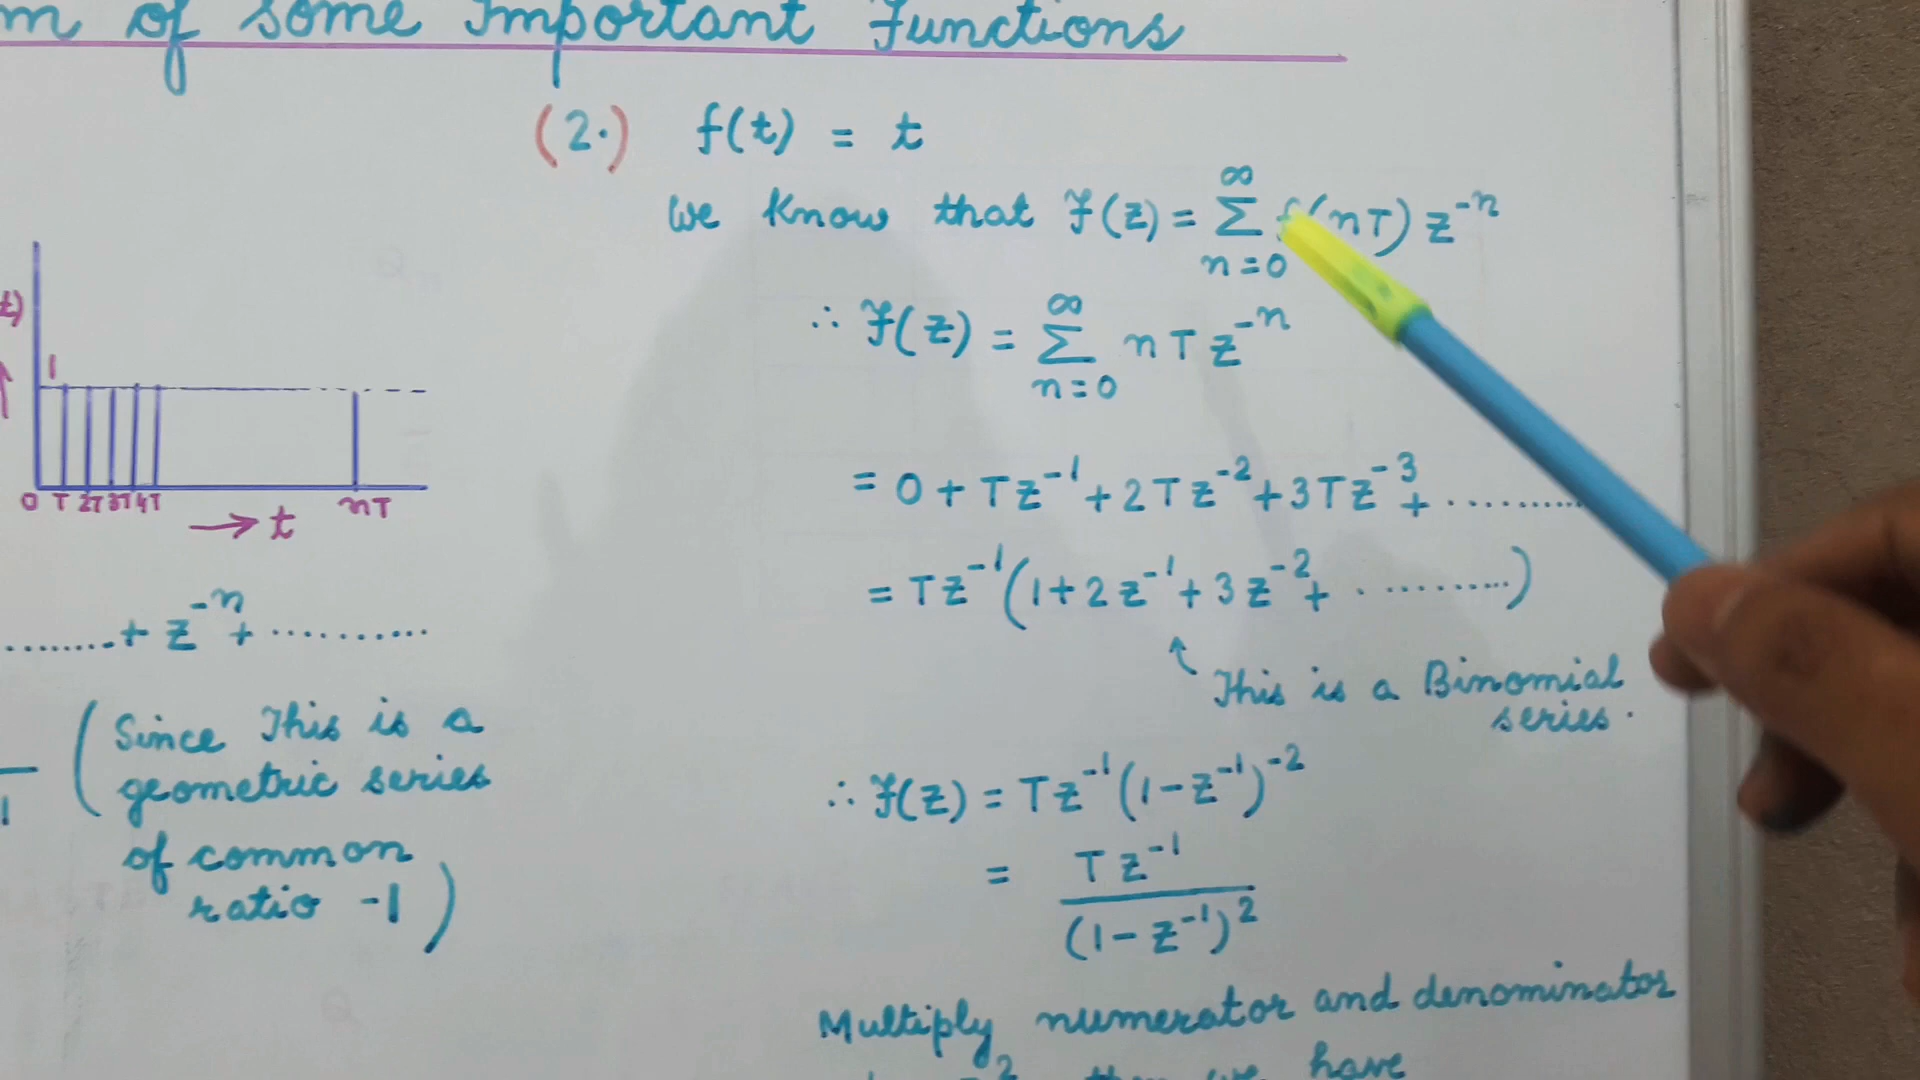 m of some Important Functions
(2.) f(t) = t
We know that F(z) = ∞ Σ n=0 f(nT) z⁻ⁿ
∴ F(z) = ∞ Σ n=0 nT z⁻ⁿ
= 0 + Tz⁻¹ + 2Tz⁻² + 3Tz⁻³ + ..........
= Tz⁻¹(1 + 2z⁻¹ + 3z⁻² + ..........)
This is a Binomial
series.
∴ F(z) = Tz⁻¹(1-z⁻¹)⁻²
= Tz⁻¹ / (1-z⁻¹)²
Multiply numerator and denominator
have
t)
1
0 T 2T 3T 4T nT
→ t
........+ z⁻ⁿ + ...........
1
(Since This is a
geometric series
of common
ratio -1)